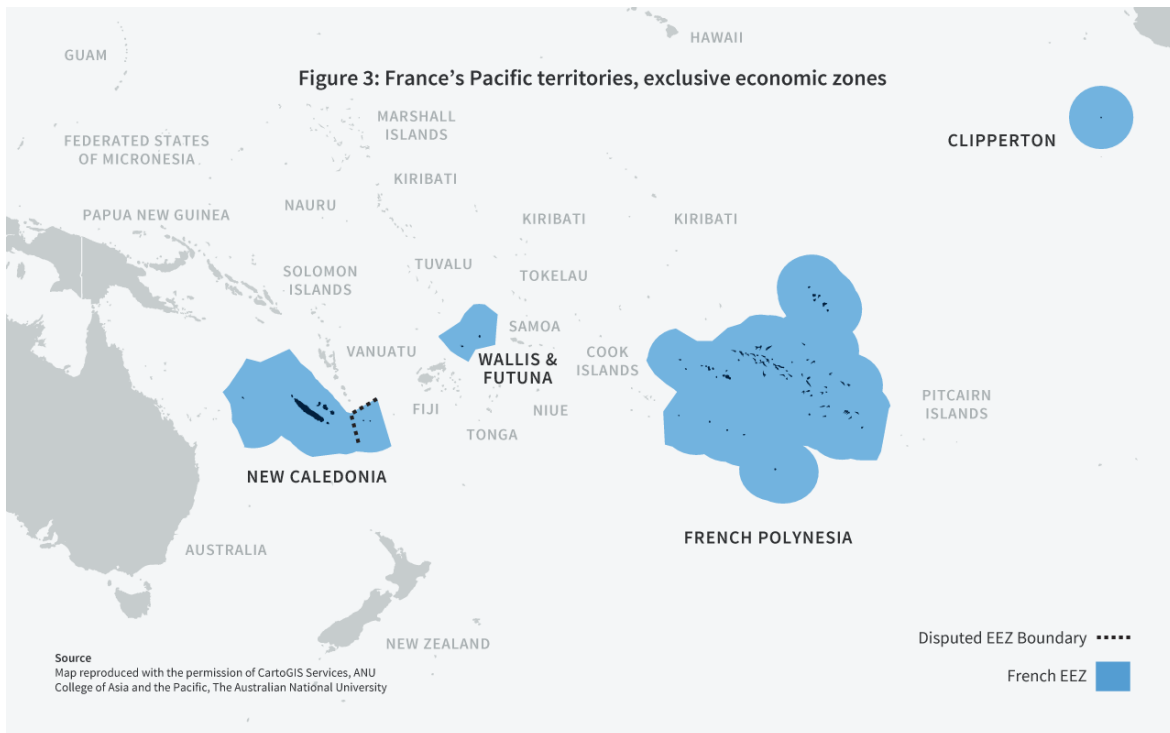 HAWAII
GUAM
Figure 3: France’s Pacific territories, exclusive economic zones
MARSHALL
ISLANDS
CLIPPERTON
FEDERATED STATES
OF MICRONESIA
KIRIBATI
NAURU
PAPUA NEW GUINEA
KIRIBATI
KIRIBATI
TUVALU
SOLOMON
ISLANDS
TOKELAU
SAMOA
VANUATU
COOK
ISLANDS
WALLIS &
FUTUNA
PITCAIRN
ISLANDS
FIJI
NIUE
TONGA
NEW CALEDONIA
FRENCH POLYNESIA
AUSTRALIA
NEW ZEALAND
Disputed EEZ Boundary
French EEZ
Source
Map reproduced with the permission of CartoGIS Services, ANU
College of Asia and the Pacific, The Australian National University